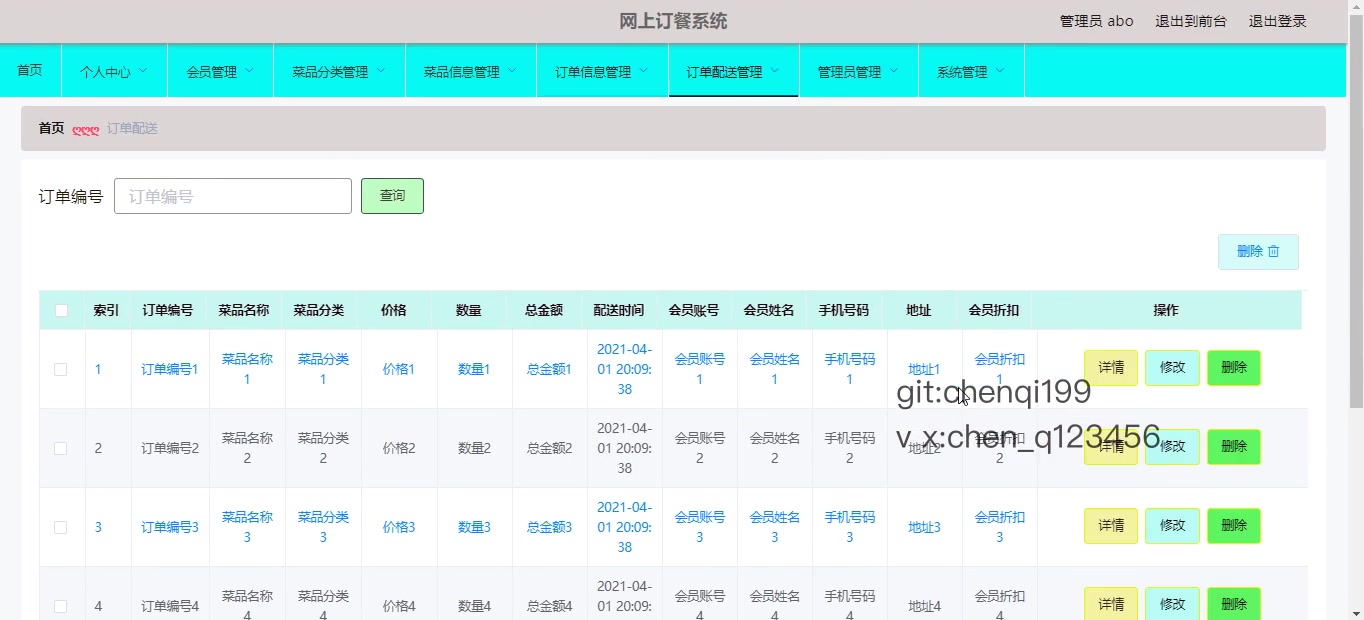 网上订餐系统
管理员 abo 退出到前台 退出登录
首页 个人中心 会员管理 菜品分类管理 菜品信息管理 订单信息管理 订单配送管理 管理员管理 系统管理
首页 ღღღ 订单配送
订单编号 订单编号 查询
删除
索引 订单编号 菜品名称 菜品分类 价格 数量 总金额 配送时间 会员账号 会员姓名 手机号码 地址 会员折扣 操作
1 订单编号1 菜品名称1 菜品分类1 价格1 数量1 总金额1 2021-04-01 20:09:38 会员账号1 会员姓名1 手机号码1 地址1 会员折扣1 详情 修改 删除
git:chenqi199
v_x:chen_q123456
2 订单编号2 菜品名称2 菜品分类2 价格2 数量2 总金额2 2021-04-01 20:09:38 会员账号2 会员姓名2 手机号码2 地址2 会员折扣2 详情 修改 删除
3 订单编号3 菜品名称3 菜品分类3 价格3 数量3 总金额3 2021-04-01 20:09:38 会员账号3 会员姓名3 手机号码3 地址3 会员折扣3 详情 修改 删除
4 订单编号4 菜品名称4 菜品分类4 价格4 数量4 总金额4 2021-04-01 20:09: 会员账号4 会员姓名4 手机号码4 地址4 会员折扣4 详情 修改 删除